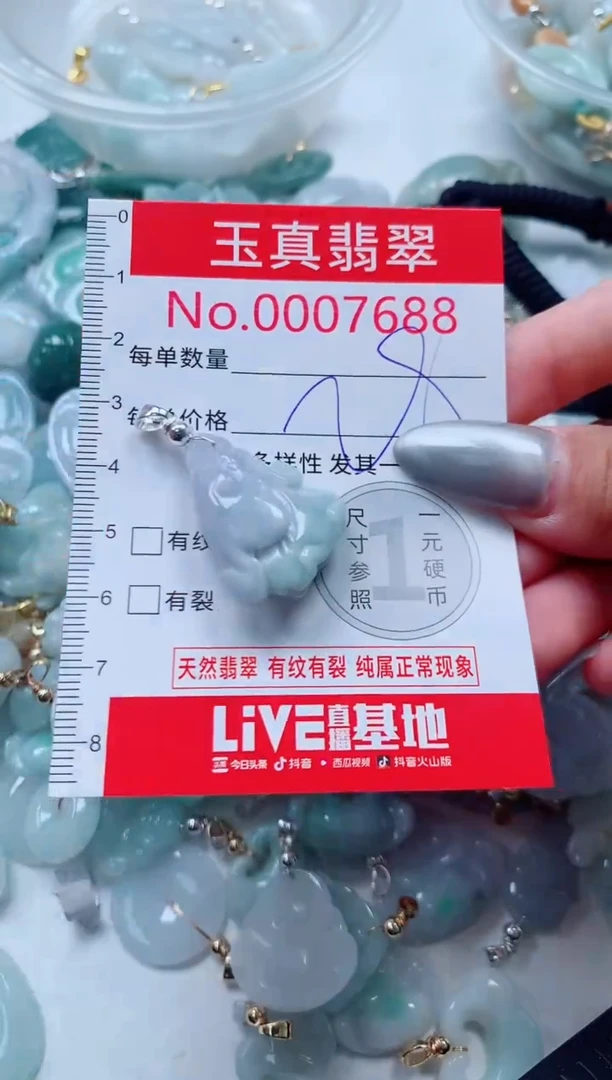 0
玉真翡翠
1
No.0007688
2
每单数量
3
单价格
4
多样性 发其一
5
有纹
尺寸参照
1
一元硬币
6
有裂
7
天然翡翠 有纹有裂 纯属正常现象
8
LiVE直播基地
今日头条 抖音 西瓜视频 抖音火山版